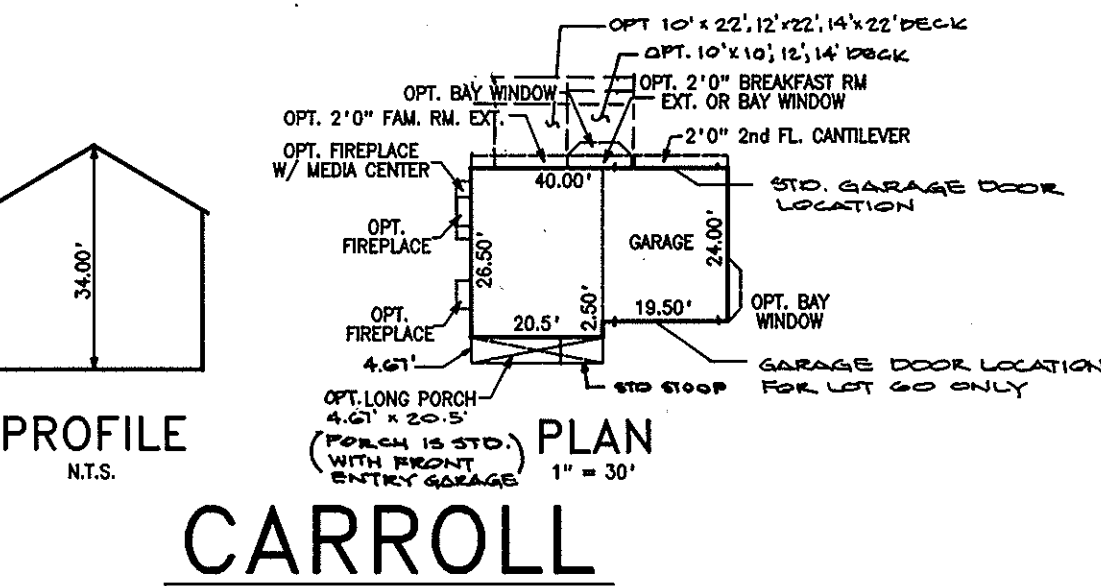 OPT 10'x22', 12'x22', 14'x22' DECK
OPT. 10'x10', 12', 14' DECK
OPT. BAY WINDOW
OPT. 2'0" BREAKFAST RM
EXT. OR BAY WINDOW
OPT. 2'0" FAM. RM. EXT.
2'0" 2nd FL. CANTILEVER
OPT. FIREPLACE
W/ MEDIA CENTER
40.00'
STD. GARAGE DOOR
LOCATION
OPT.
FIREPLACE
GARAGE
24.00'
34.00'
26.50'
OPT.
FIREPLACE
20.5'
2.50'
19.50'
OPT. BAY
WINDOW
4.67'
GARAGE DOOR LOCATION
FOR LOT 60 ONLY
STD STOOP
OPT. LONG PORCH
4.67' x 20.5'
(PORCH IS STD.
WITH FRONT
ENTRY GARAGE)
PROFILE
N.T.S.
PLAN
1" = 30'
CARROLL